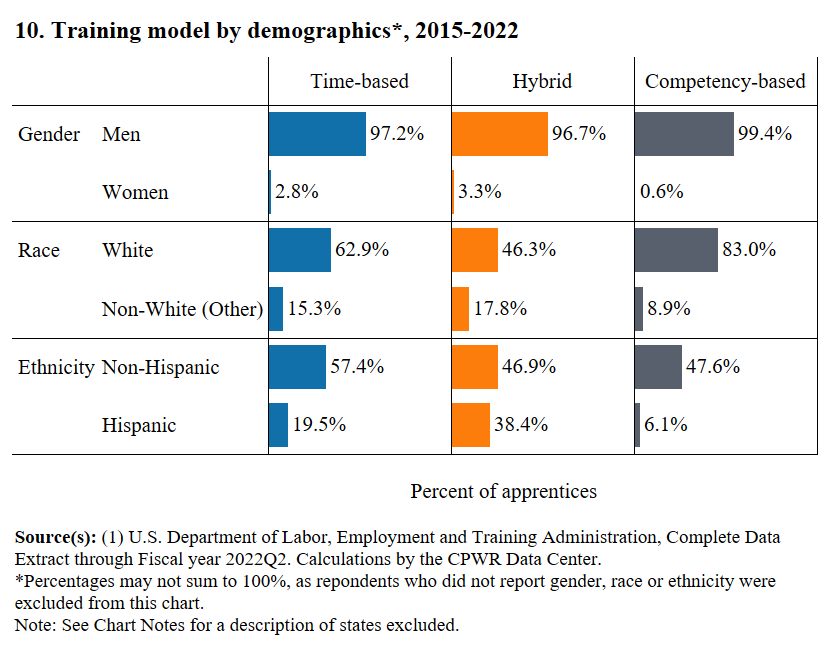 10. Training model by demographics*, 2015-2022
Time-based Hybrid Competency-based
Gender Men 97.2% 96.7% 99.4%
Women 2.8% 3.3% 0.6%
Race White 62.9% 46.3% 83.0%
Non-White (Other) 15.3% 17.8% 8.9%
Ethnicity Non-Hispanic 57.4% 46.9% 47.6%
Hispanic 19.5% 38.4% 6.1%
Percent of apprentices
Source(s): (1) U.S. Department of Labor, Employment and Training Administration, Complete Data
Extract through Fiscal year 2022Q2. Calculations by the CPWR Data Center.
*Percentages may not sum to 100%, as repondents who did not report gender, race or ethnicity were
excluded from this chart.
Note: See Chart Notes for a description of states excluded.